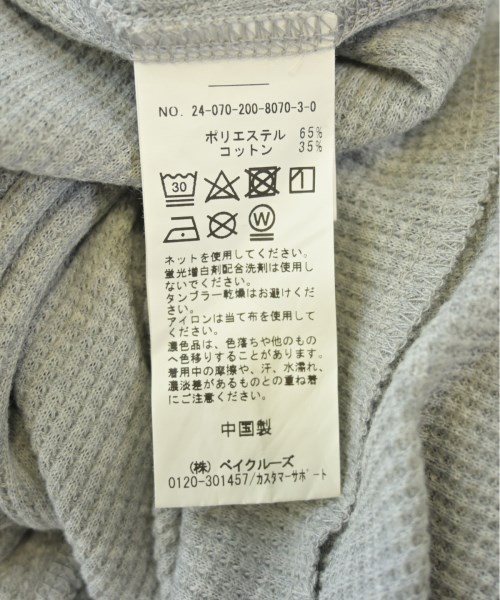 NO. 24-070-200-8070-3-0
ポリエステル 65%
コットン 35%
30
W
ネットを使用してください。
蛍光増白剤配合洗剤は使用し
ないでください。
タンブラー乾燥はお避けくだ
さい。
アイロンは当て布を使用して
ください。
濃色品は、色落ちや他のもの
へ色移りすることがあります。
着用中の摩擦や、汗、水濡れ、
濃淡差があるものとの重ね着
にご注意ください。
中国製
(株) ベイクルーズ
0120-301457/カスタマーサポート